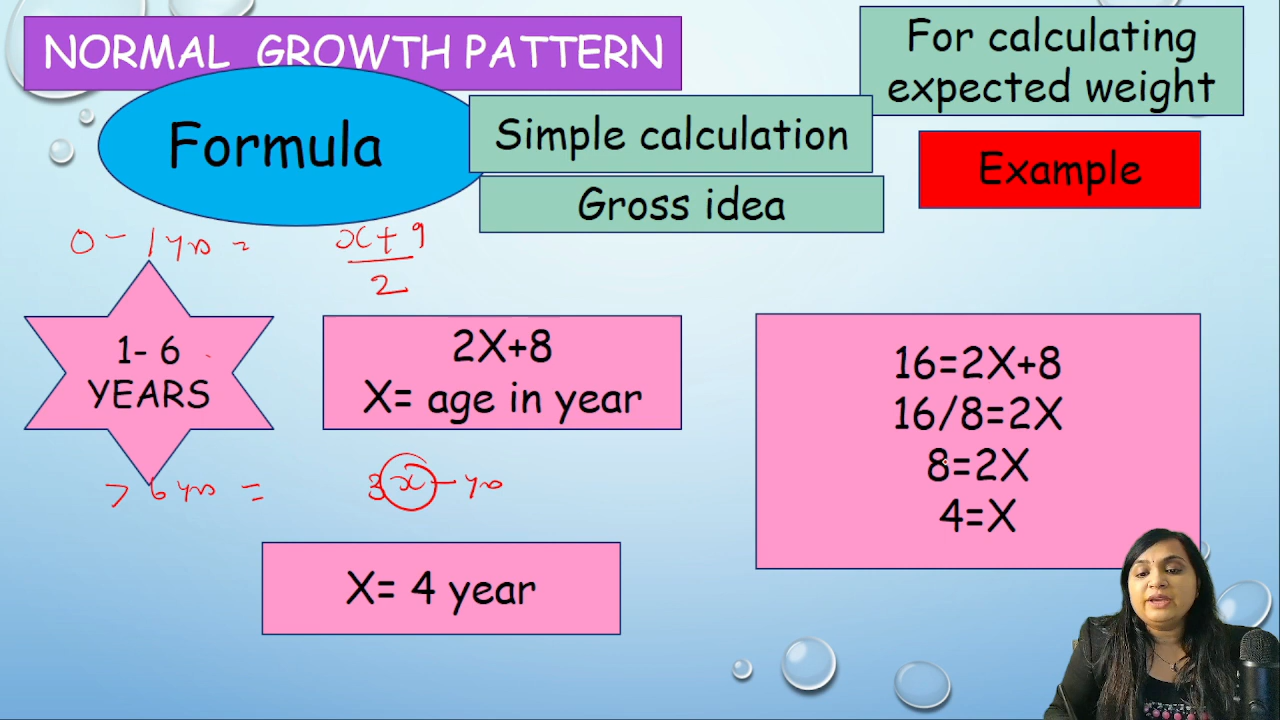 NORMAL GROWTH PATTERN
For calculating
expected weight
Formula
Simple calculation
Example
Gross idea
0 - 1 yrs =
x + 9
2
1- 6
YEARS
2X+8
X= age in year
16=2X+8
16/8=2X
8=2X
4=X
> 6 yrs =
3x - yrs
X= 4 year